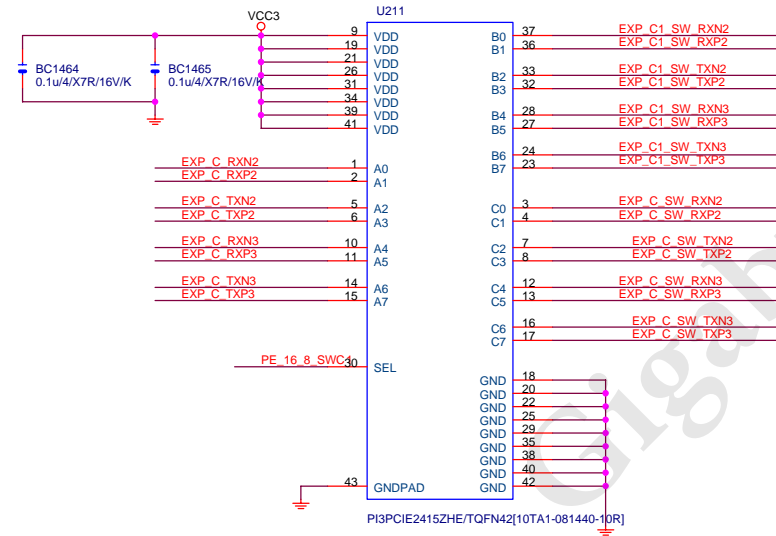 U211
VCC3
BC1464
0.1u/4/X7R/16V/K
BC1465
0.1u/4/X7R/16V/K
9 VDD
19 VDD
21 VDD
26 VDD
31 VDD
34 VDD
39 VDD
41 VDD
EXP_C_RXN2 1 A0
EXP_C_RXP2 2 A1
EXP_C_TXN2 5 A2
EXP_C_TXP2 6 A3
EXP_C_RXN3 10 A4
EXP_C_RXP3 11 A5
EXP_C_TXN3 14 A6
EXP_C_TXP3 15 A7
PE_16_8_SWC1 30 SEL
43 GNDPAD
B0 37 EXP_C1_SW_RXN2
B1 36 EXP_C1_SW_RXP2
B2 33 EXP_C1_SW_TXN2
B3 32 EXP_C1_SW_TXP2
B4 28 EXP_C1_SW_RXN3
B5 27 EXP_C1_SW_RXP3
B6 24 EXP_C1_SW_TXN3
B7 23 EXP_C1_SW_TXP3
C0 3 EXP_C_SW_RXN2
C1 4 EXP_C_SW_RXP2
C2 7 EXP_C_SW_TXN2
C3 8 EXP_C_SW_TXP2
C4 12 EXP_C_SW_RXN3
C5 13 EXP_C_SW_RXP3
C6 16 EXP_C_SW_TXN3
C7 17 EXP_C_SW_TXP3
GND 18
GND 20
GND 22
GND 25
GND 29
GND 35
GND 38
GND 40
GND 42
PI3PCIE2415ZHE/TQFN42[10TA1-081440-10R]
Gigab